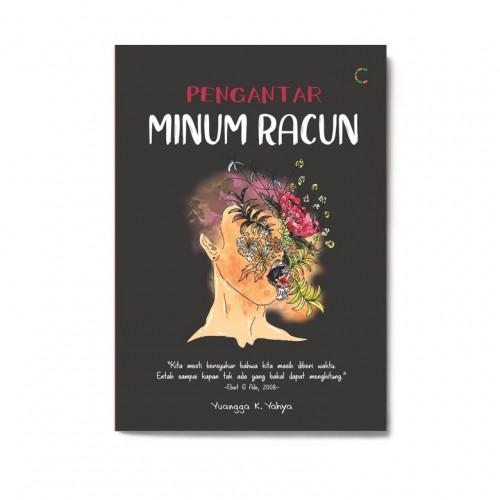 C
PENGANTAR
MINUM RACUN
"Kita mesti bersyukur bahwa kita masih diberi waktu.
Entah sampai kapan tak ada yang bakal dapat menghitung."
-Ebiet G Ade, 2008-
Yuangga K. Yahya